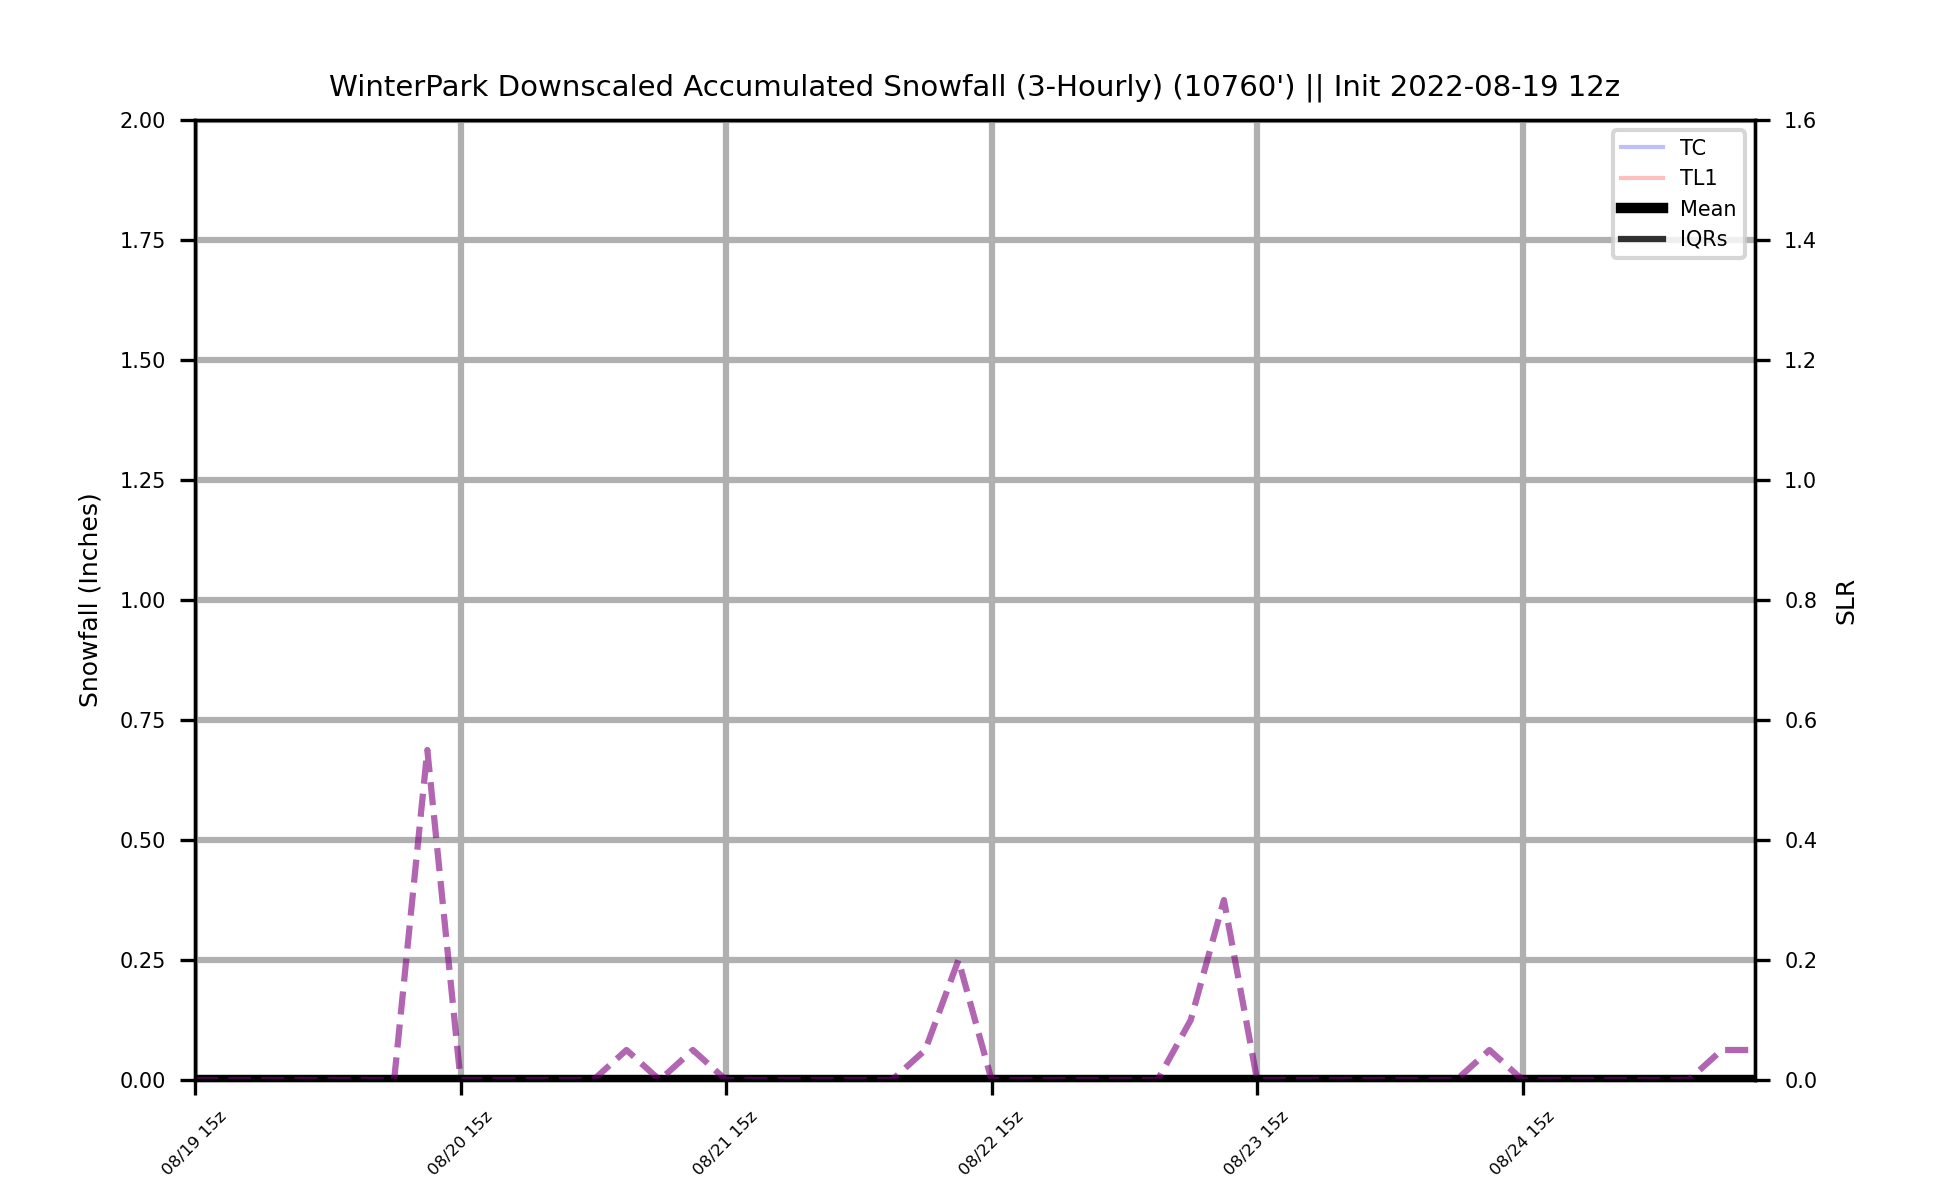 WinterPark Downscaled Accumulated Snowfall (3-Hourly) (10760') || Init 2022-08-19 12z
2.00
1.75
1.50
1.25
1.00
0.75
0.50
0.25
0.00
Snowfall (Inches)
1.6
1.4
1.2
1.0
0.8
0.6
0.4
0.2
0.0
SLR
TC
TL1
Mean
IQRs
08/19 15z
08/20 15z
08/21 15z
08/22 15z
08/23 15z
08/24 15z